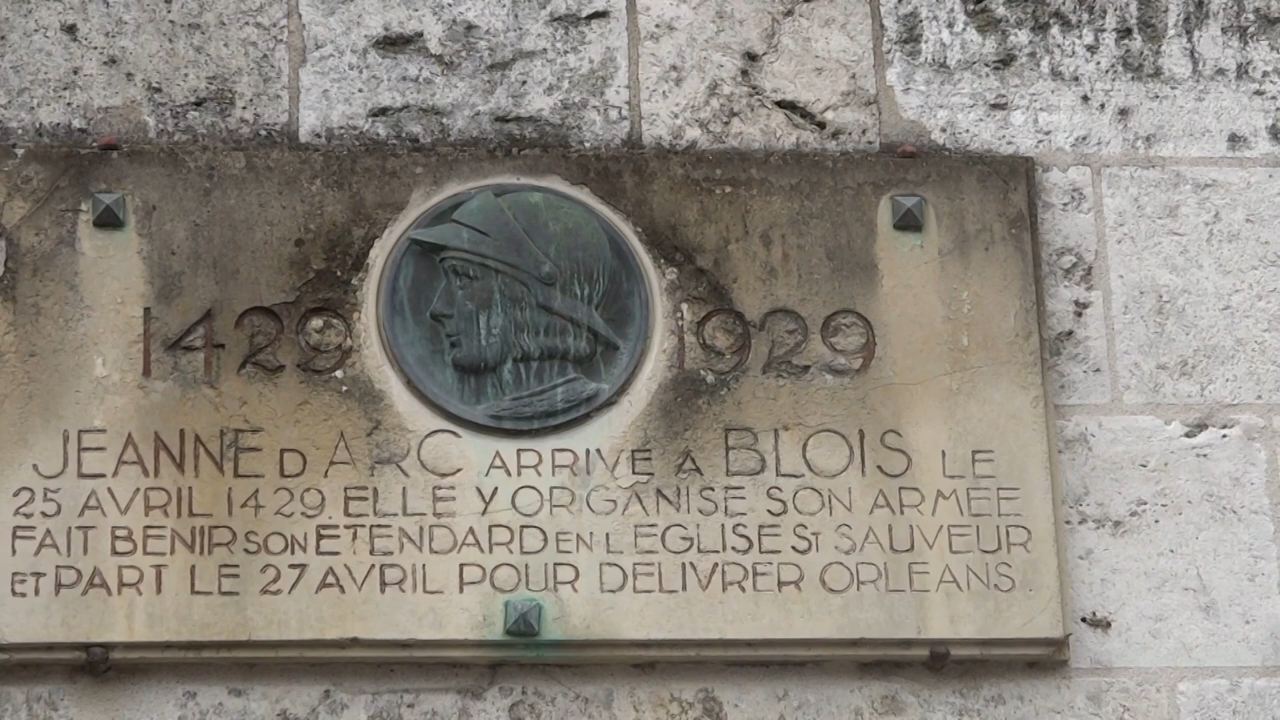 1429 1929
JEANNE D ARC ARRIVE A BLOIS LE
25 AVRIL 1429. ELLE Y ORGANISE SON ARMEE
FAIT BENIR SON ETENDARD EN L EGLISE St SAUVEUR
ET PART LE 27 AVRIL POUR DELIVRER ORLEANS.